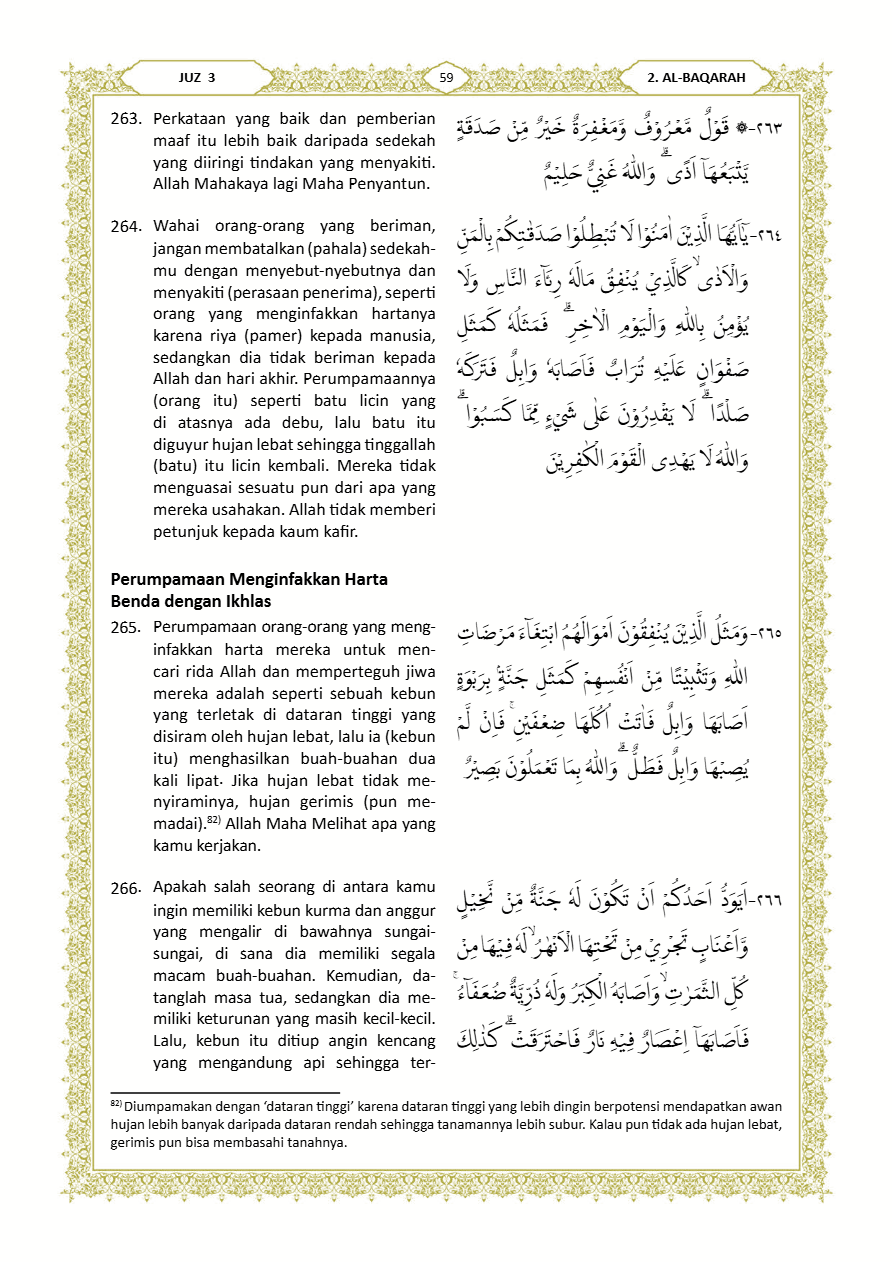 JUZ 3
59
2. AL-BAQARAH
263. Perkataan yang baik dan pemberian
maaf itu lebih baik daripada sedekah
yang diiringi tindakan yang menyakiti.
Allah Mahakaya lagi Maha Penyantun.
٢٦٣- ۞ قَوْلٌ مَّعْرُوْفٌ وَّمَغْفِرَةٌ خَيْرٌ مِّنْ صَدَقَةٍ
يَّتْبَعُهَآ اَذًى ۗ وَاللّٰهُ غَنِيٌّ حَلِيْمٌ
264. Wahai orang-orang yang beriman,
jangan membatalkan (pahala) sedekah-
mu dengan menyebut-nyebutnya dan
menyakiti (perasaan penerima), seperti
orang yang menginfakkan hartanya
karena riya (pamer) kepada manusia,
sedangkan dia tidak beriman kepada
Allah dan hari akhir. Perumpamaannya
(orang itu) seperti batu licin yang
di atasnya ada debu, lalu batu itu
diguyur hujan lebat sehingga tinggallah
(batu) itu licin kembali. Mereka tidak
menguasai sesuatu pun dari apa yang
mereka usahakan. Allah tidak memberi
petunjuk kepada kaum kafir.
٢٦٤- يٰٓاَيُّهَا الَّذِيْنَ اٰمَنُوْا لَا تُبْطِلُوْا صَدَقٰتِكُمْ بِالْمَنِّ
وَالْاَذٰى ۙ كَالَّذِيْ يُنْفِقُ مَالَهٗ رِئَاۤءَ النَّاسِ وَلَا
يُؤْمِنُ بِاللّٰهِ وَالْيَوْمِ الْاٰخِرِ ۗ فَمَثَلُهٗ كَمَثَلِ
صَفْوَانٍ عَلَيْهِ تُرَابٌ فَاَصَابَهٗ وَابِلٌ فَتَرَكَهٗ
صَلْدًا ۗ لَا يَقْدِرُوْنَ عَلٰى شَيْءٍ مِّمَّا كَسَبُوْا ۗ
وَاللّٰهُ لَا يَهْدِى الْقَوْمَ الْكٰفِرِيْنَ
Perumpamaan Menginfakkan Harta
Benda dengan Ikhlas
265. Perumpamaan orang-orang yang meng-
infakkan harta mereka untuk men-
cari rida Allah dan memperteguh jiwa
mereka adalah seperti sebuah kebun
yang terletak di dataran tinggi yang
disiram oleh hujan lebat, lalu ia (kebun
itu) menghasilkan buah-buahan dua
kali lipat. Jika hujan lebat tidak me-
nyiraminya, hujan gerimis (pun me-
madai).⁸²⁾ Allah Maha Melihat apa yang
kamu kerjakan.
٢٦٥- وَمَثَلُ الَّذِيْنَ يُنْفِقُوْنَ اَمْوَالَهُمُ ابْتِغَاۤءَ مَرْضَاتِ
اللّٰهِ وَتَثْبِيْتًا مِّنْ اَنْفُسِهِمْ كَمَثَلِ جَنَّةٍۢ بِرَبْوَةٍ
اَصَابَهَا وَابِلٌ فَاٰتَتْ اُكُلَهَا ضِعْفَيْنِۚ فَاِنْ لَّمْ
يُصِبْهَا وَابِلٌ فَطَلٌّ ۗ وَاللّٰهُ بِمَا تَعْمَلُوْنَ بَصِيْرٌ
266. Apakah salah seorang di antara kamu
ingin memiliki kebun kurma dan anggur
yang mengalir di bawahnya sungai-
sungai, di sana dia memiliki segala
macam buah-buahan. Kemudian, da-
tanglah masa tua, sedangkan dia me-
miliki keturunan yang masih kecil-kecil.
Lalu, kebun itu ditiup angin kencang
yang mengandung api sehingga ter-
٢٦٦- اَيَوَدُّ اَحَدُكُمْ اَنْ تَكُوْنَ لَهٗ جَنَّةٌ مِّنْ نَّخِيْلٍ
وَّاَعْنَابٍ تَجْرِيْ مِنْ تَحْتِهَا الْاَنْهٰرُۙ لَهٗ فِيْهَا مِنْ
كُلِّ الثَّمَرٰتِۙ وَاَصَابَهُ الْكِبَرُ وَلَهٗ ذُرِّيَّةٌ ضُعَفَاۤءُۚ
فَاَصَابَهَآ اِعْصَارٌ فِيْهِ نَارٌ فَاحْتَرَقَتْ ۗ كَذٰلِكَ
⁸²⁾ Diumpamakan dengan ‘dataran tinggi’ karena dataran tinggi yang lebih dingin berpotensi mendapatkan awan
hujan lebih banyak daripada dataran rendah sehingga tanamannya lebih subur. Kalau pun tidak ada hujan lebat,
gerimis pun bisa membasahi tanahnya.